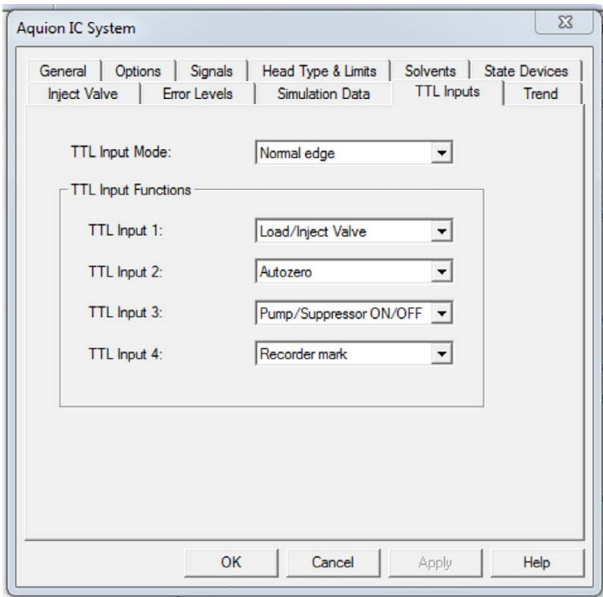 Aquion IC System
General Options Signals Head Type & Limits Solvents State Devices
Inject Valve Error Levels Simulation Data TTL Inputs Trend
TTL Input Mode: Normal edge
TTL Input Functions
TTL Input 1: Load/Inject Valve
TTL Input 2: Autozero
TTL Input 3: Pump/Suppressor ON/OFF
TTL Input 4: Recorder mark
OK Cancel Apply Help